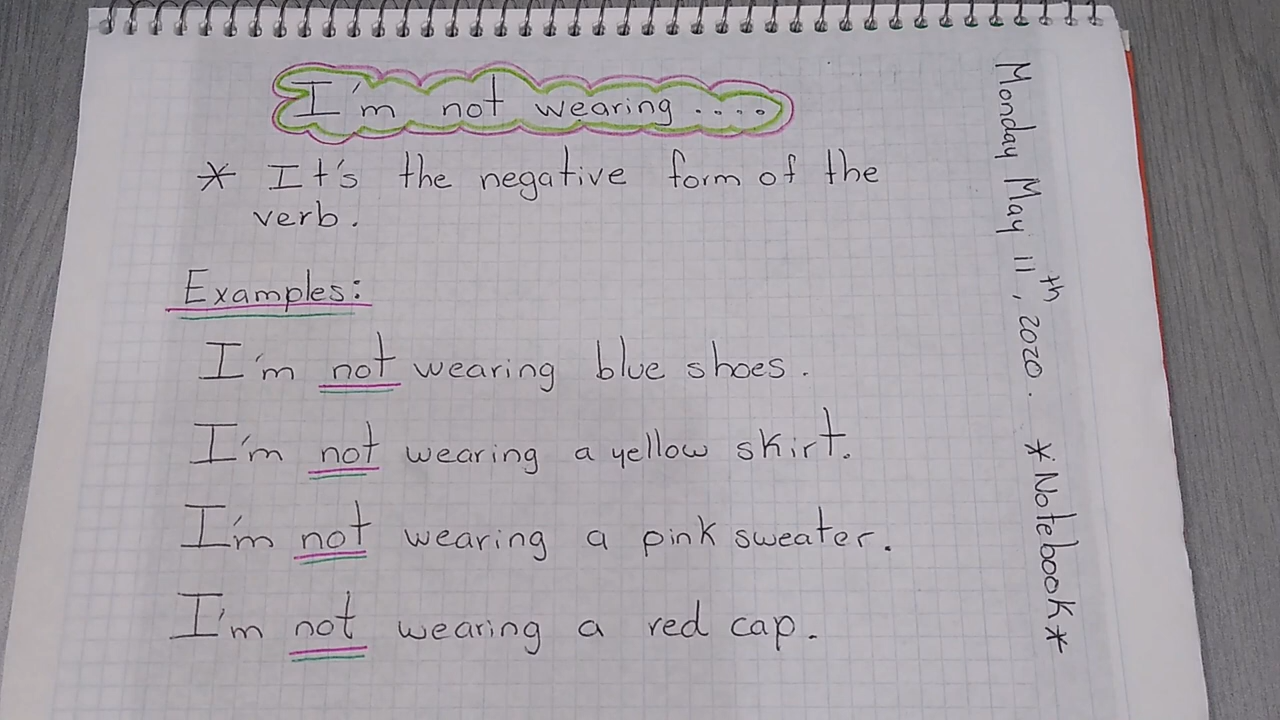 I'm not wearing ....
* It's the negative form of the
verb.
Examples:
I'm not wearing blue shoes.
I'm not wearing a yellow skirt.
I'm not wearing a pink sweater.
I'm not wearing a red cap.
Monday May 11th, 2020. *Notebook*